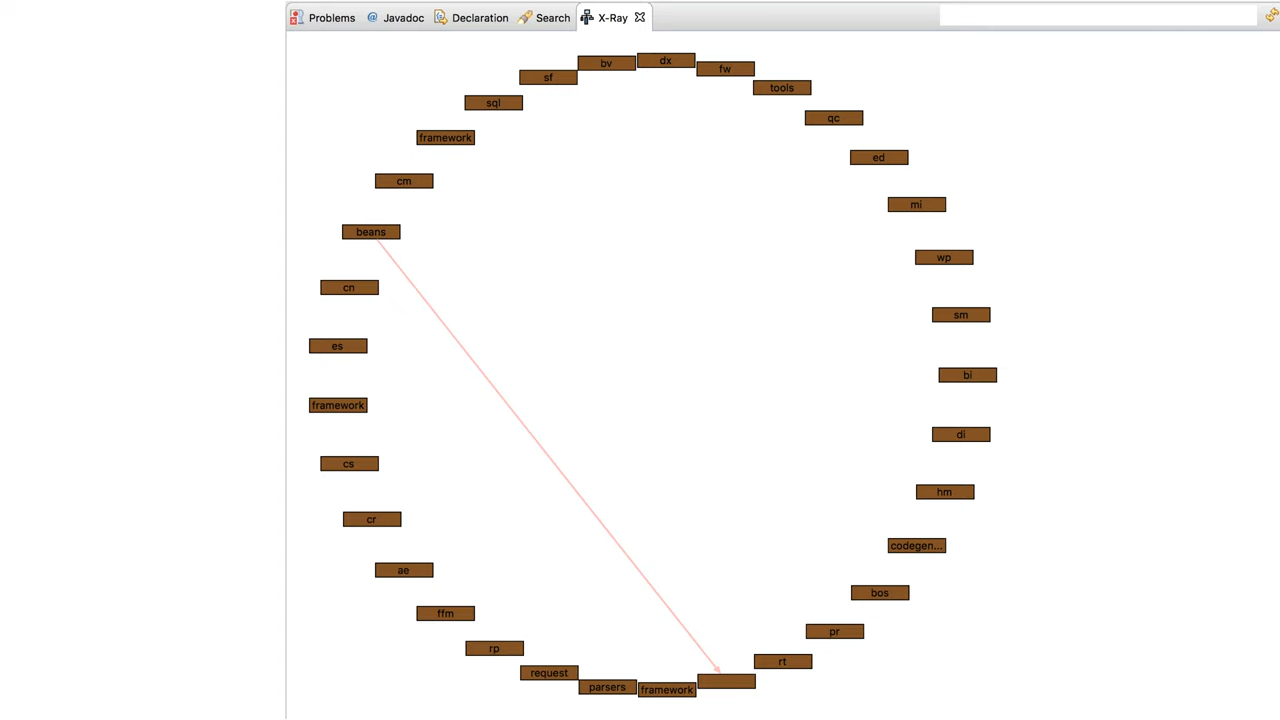 Problems
Javadoc
Declaration
Search
X-Ray
dx
bv
fw
sf
tools
sql
qc
framework
ed
cm
mi
beans
wp
cn
sm
es
bi
framework
di
cs
hm
cr
codegen...
ae
bos
ffm
pr
rp
rt
request
parsers
framework